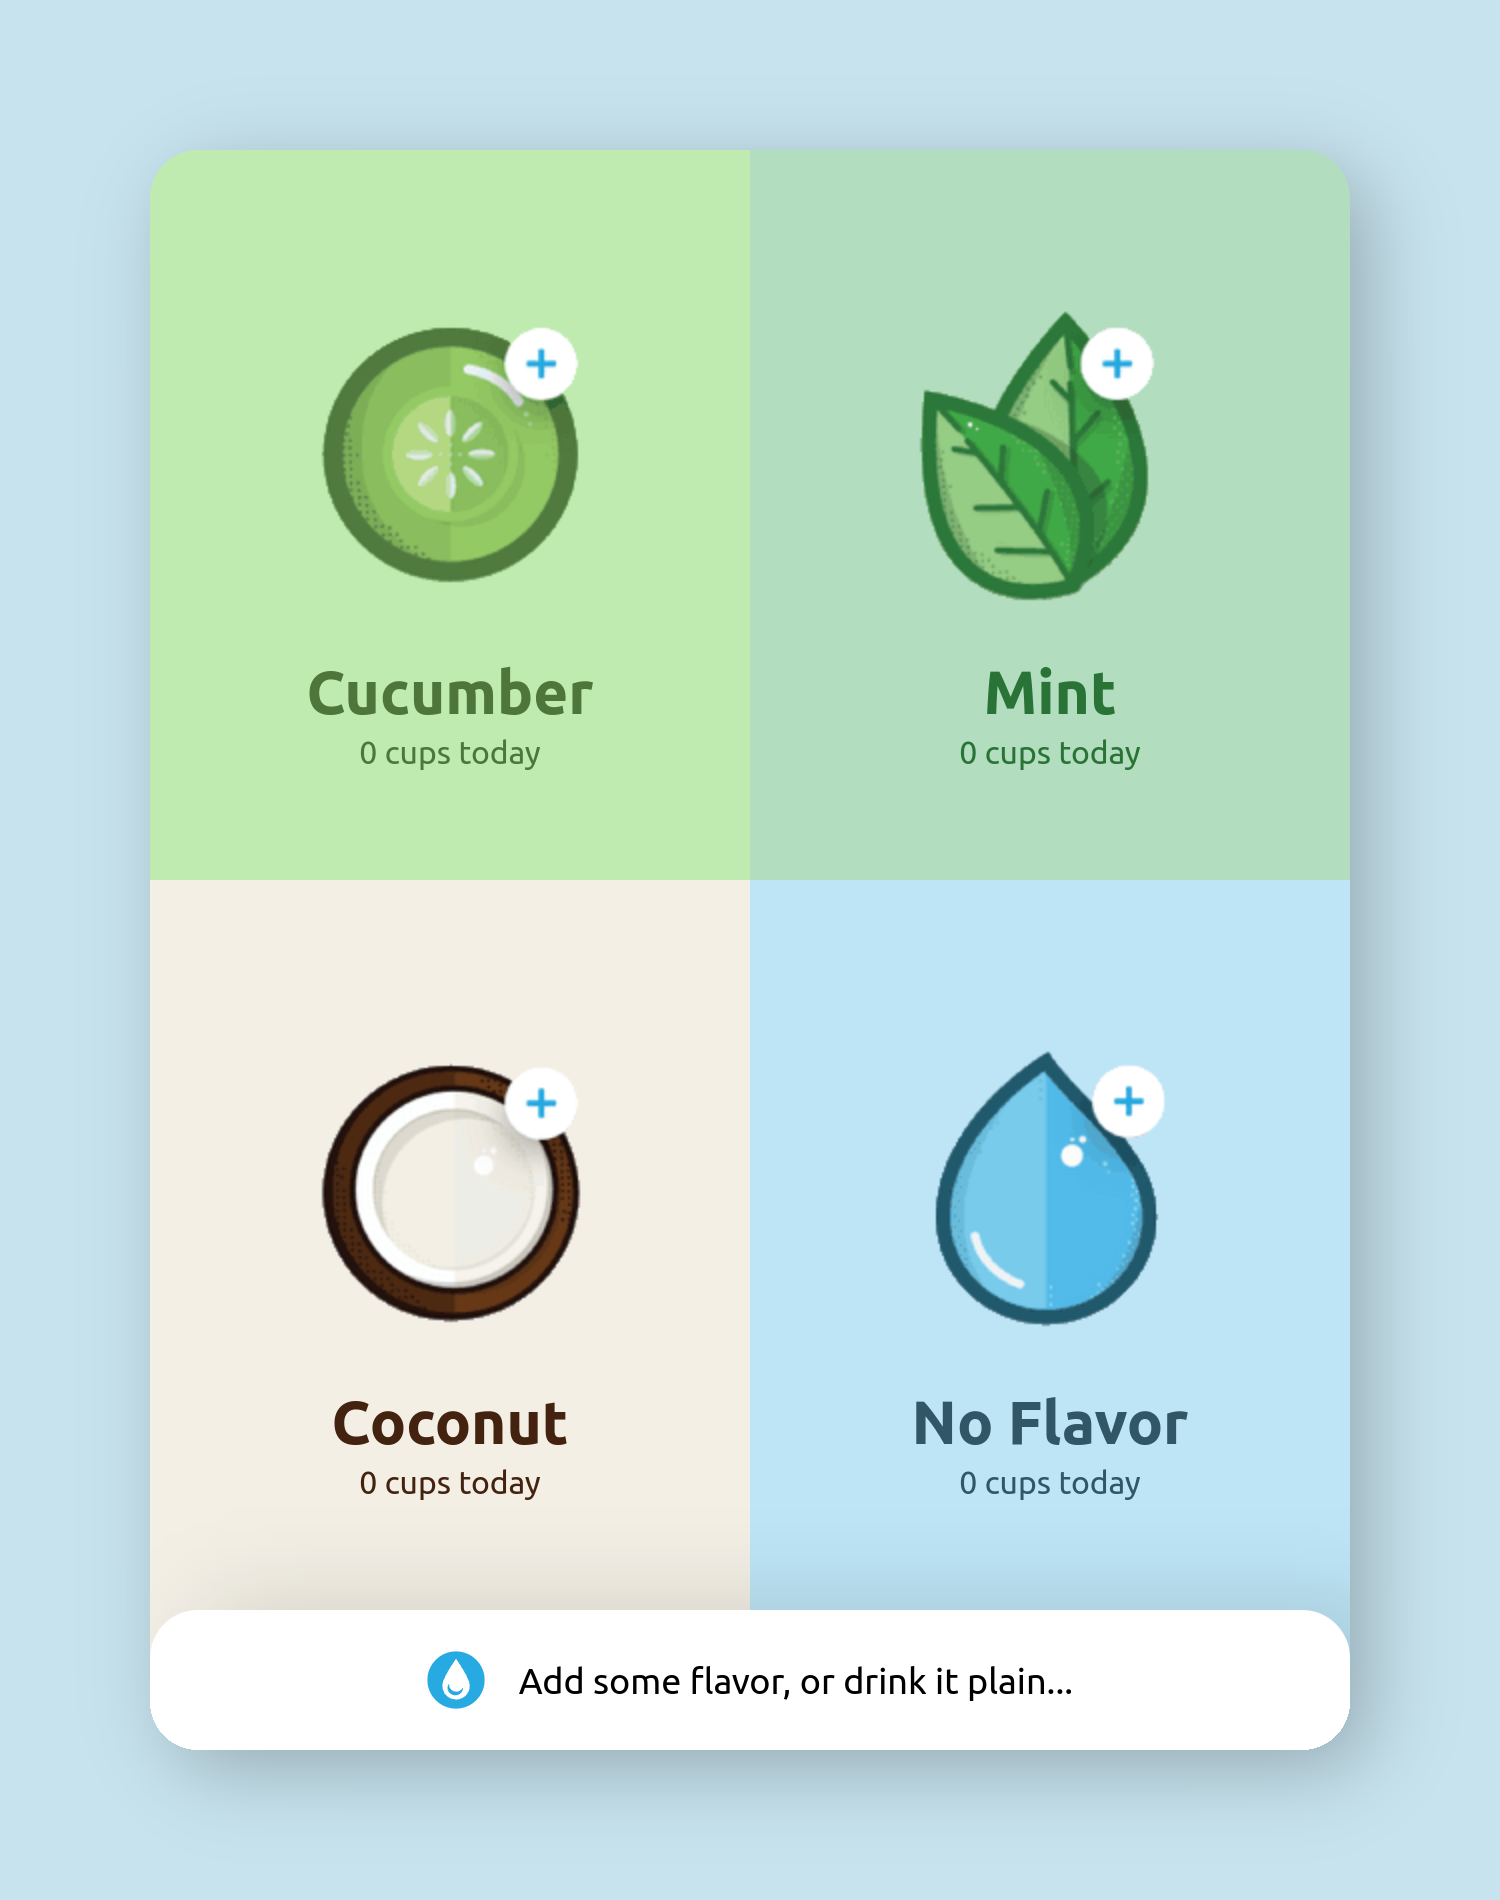 Cucumber
0 cups today
Mint
0 cups today
Coconut
0 cups today
No Flavor
0 cups today
Add some flavor, or drink it plain...